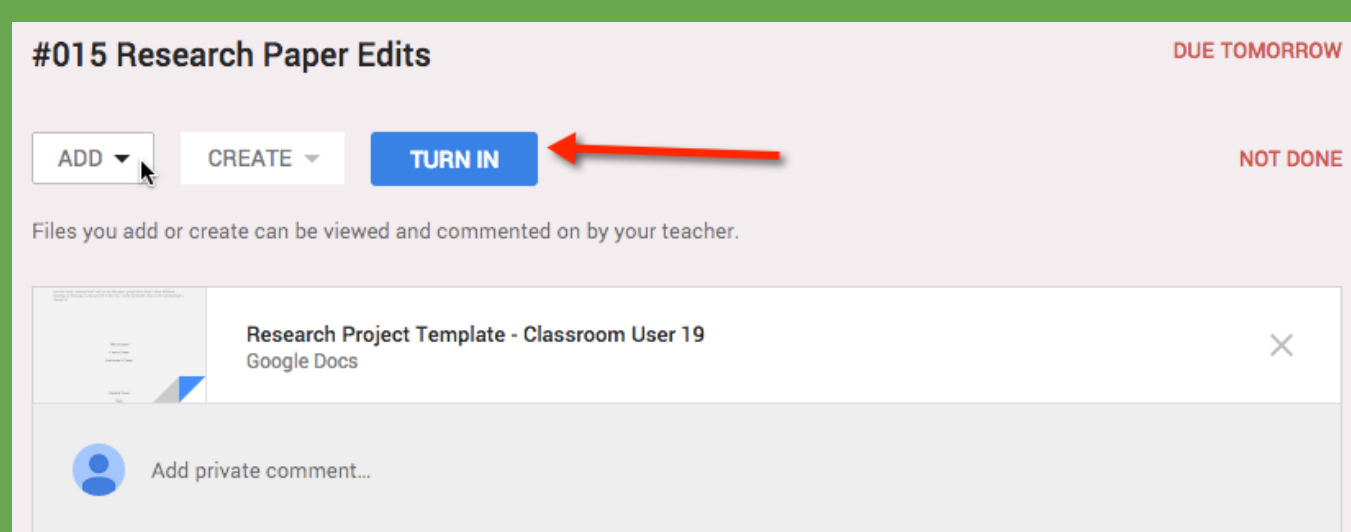 #015 Research Paper Edits
DUE TOMORROW
ADD
CREATE
TURN IN
NOT DONE
Files you add or create can be viewed and commented on by your teacher.
Research Project Template - Classroom User 19
Google Docs
Add private comment...